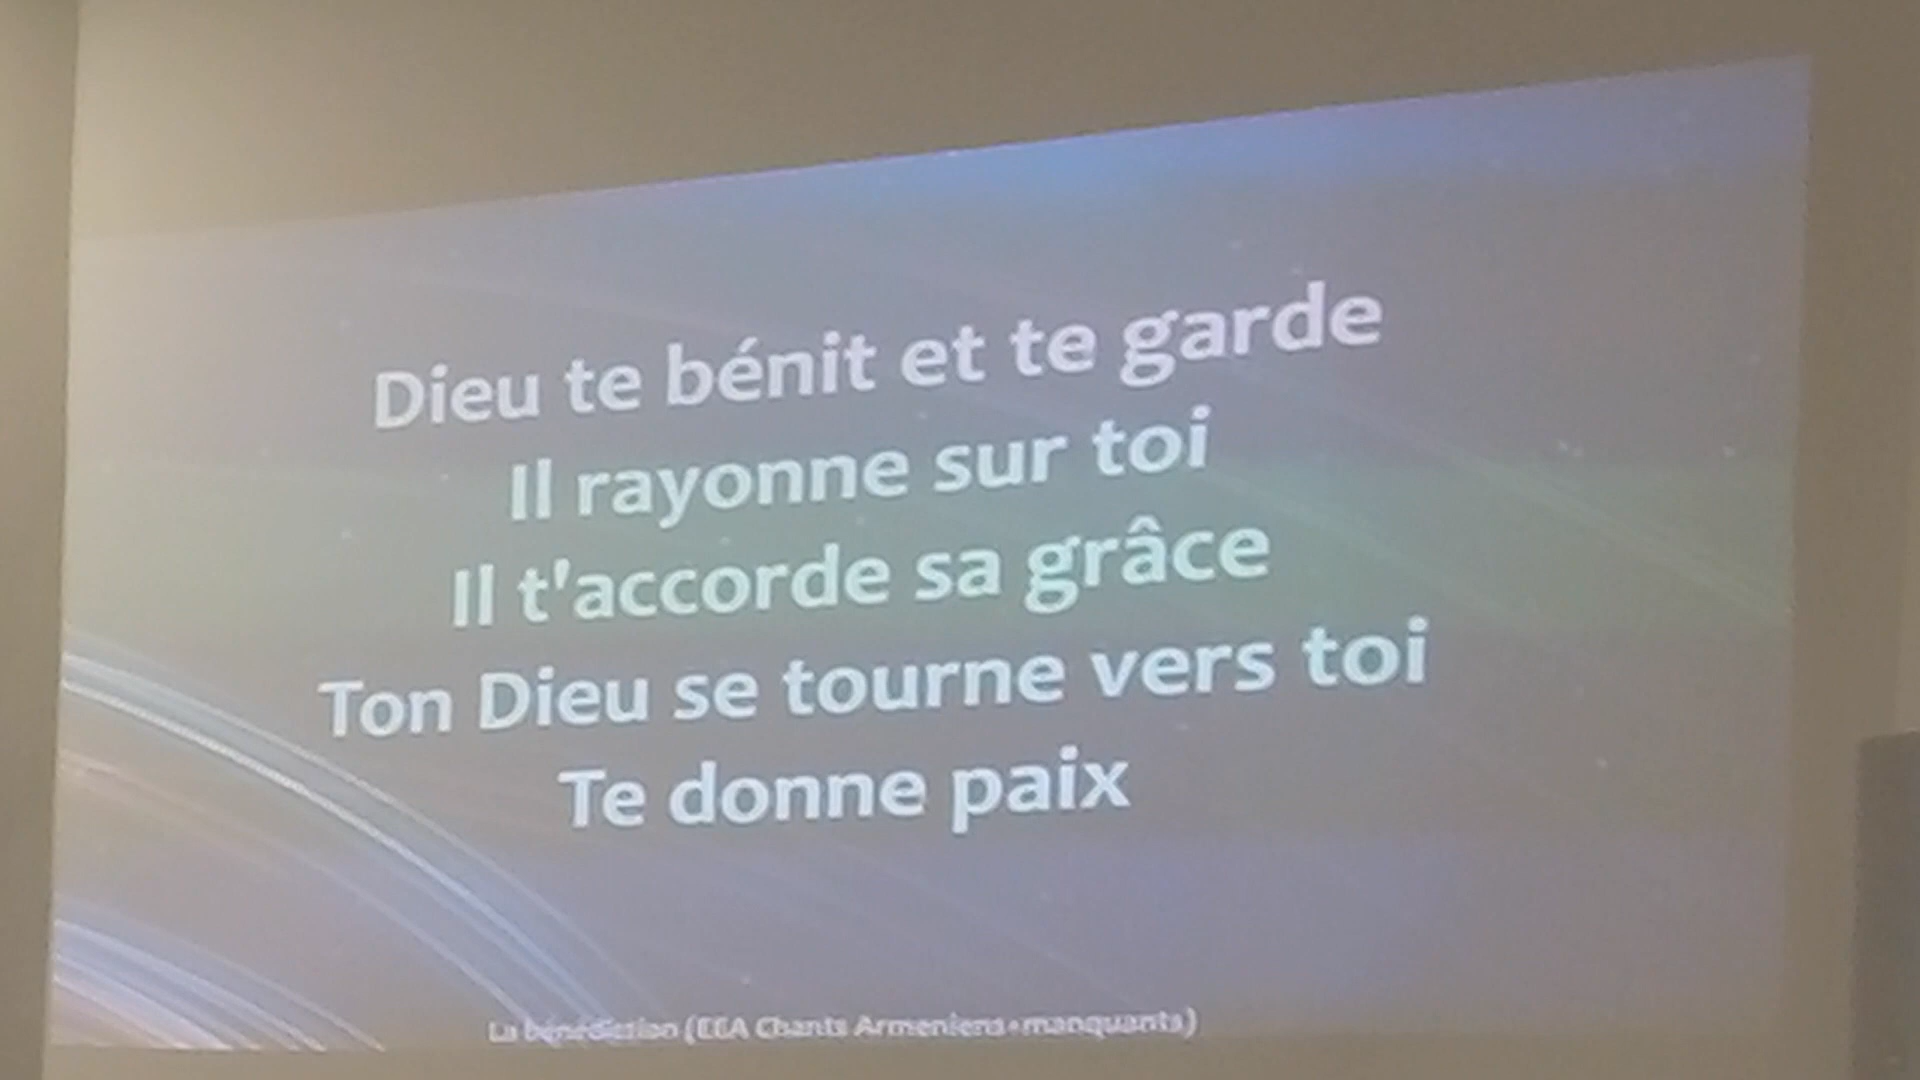 Dieu te bénit et te garde
Il rayonne sur toi
Il t'accorde sa grâce
Ton Dieu se tourne vers toi
Te donne paix
La bénédiction (EEA Chants Armeniens+manquants)